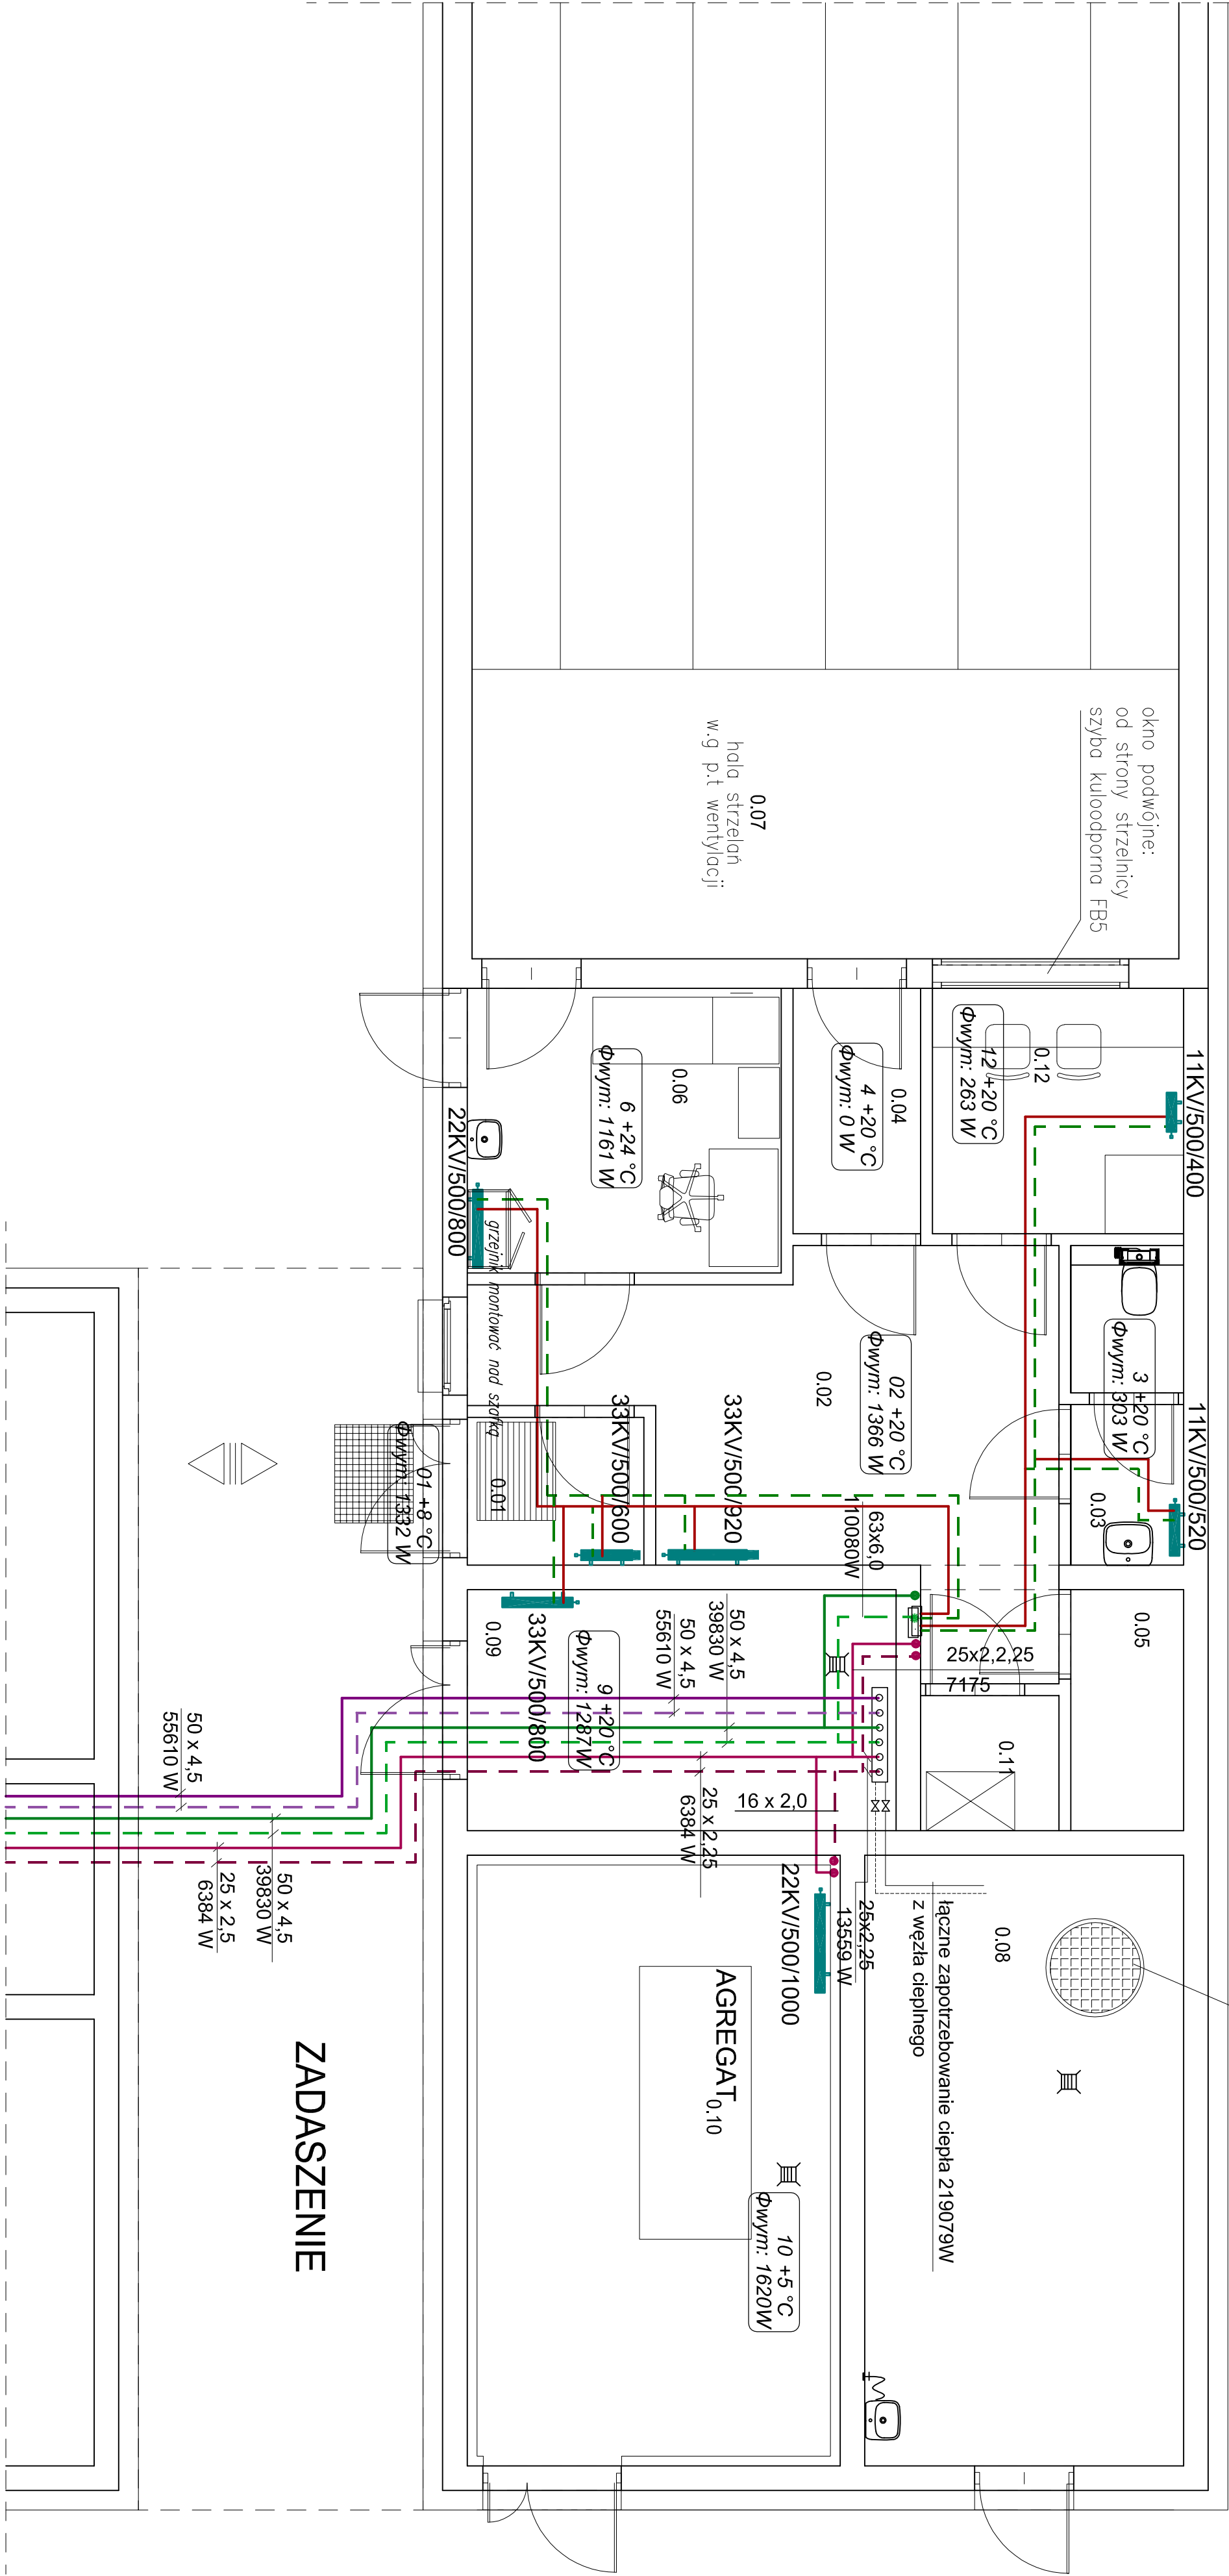 okno podwójne:
od strony strzelnicy
szyba kuloodporna FB5
0.07
hala strzelań
w.g p.t wentylacji
11KV/500/400
0.12
12 +20 °C
Φwym: 263 W
0.04
4 +20 °C
Φwym: 0 W
0.06
6 +24 °C
Φwym: 1161 W
22KV/500/800
grzejnik montować nad szafką
3 +20 °C
Φwym: 303 W
11KV/500/520
0.03
02 +20 °C
Φwym: 1366 W
0.02
33KV/500/920
33KV/500/600
0.01
01 +8 °C
Φwym: 1332 W
63x6,0
110080W
0.05
25x2,2,25
7175
0.11
50 x 4,5
39830 W
50 x 4,5
55610 W
9 +20 °C
Φwym: 1287W
33KV/500/800
0.09
16 x 2,0
25 x 2,25
6384 W
50 x 4,5
55610 W
50 x 4,5
39830 W
25 x 2,5
6384 W
0.08
łączne zapotrzebowanie ciepła 219079W
z węzła cieplnego
25x2,25
13559 W
22KV/500/1000
AGREGAT
0.10
10 +5 °C
Φwym: 1620W
ZADASZENIE